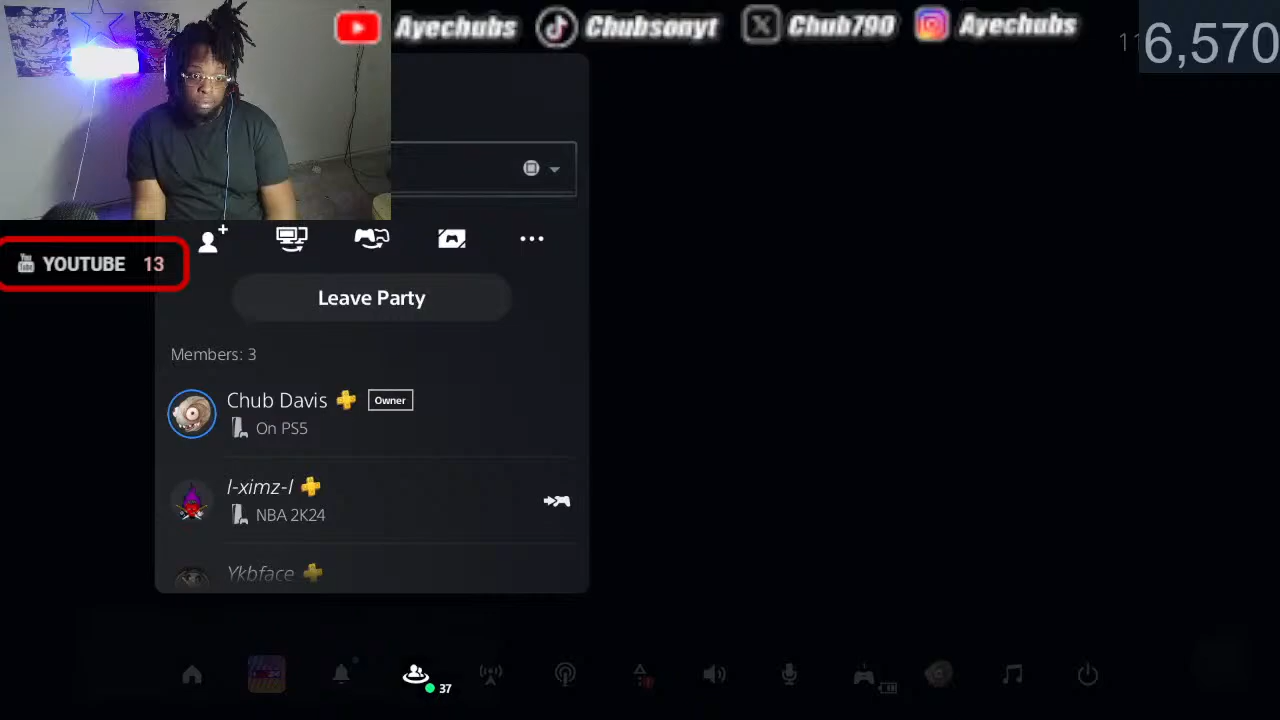 Ayechubs Chubsonyt Chub790 Ayechubs
11
6,570
YOUTUBE 13
Leave Party
Members: 3
Chub Davis Owner
On PS5
l-ximz-l
NBA 2K24
Ykbface
37